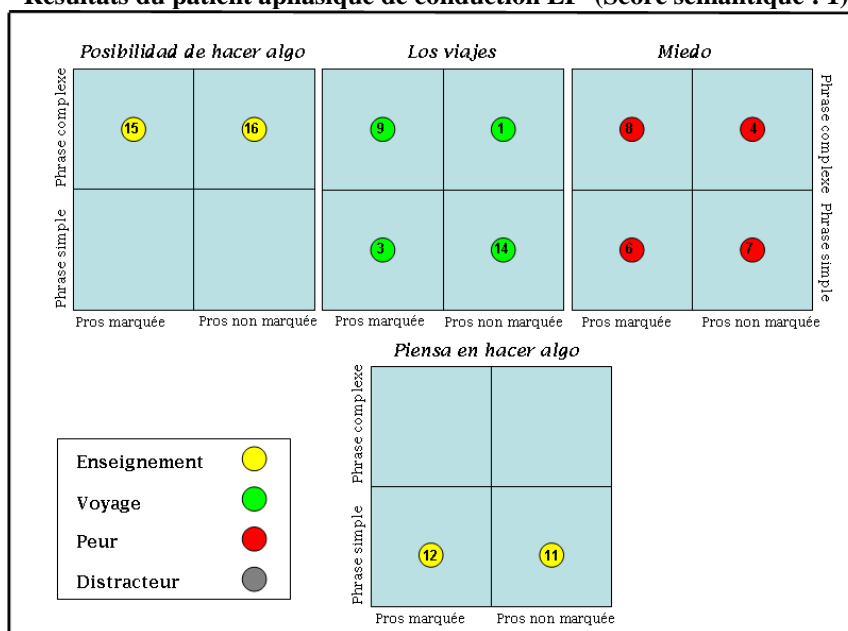 Résultats du patient aphasique de conduction EP (Score sémantique : 1)
Posibilidad de hacer algo
Los viajes
Miedo
Phrase complexe
15
16
9
1
8
4
Phrase complexe
Phrase simple
3
14
6
7
Phrase simple
Pros marquée
Pros non marquée
Pros marquée
Pros non marquée
Pros marquée
Pros non marquée
Piensa en hacer algo
Phrase complexe
Phrase simple
12
11
Pros marquée
Pros non marquée
Enseignement
Voyage
Peur
Distracteur